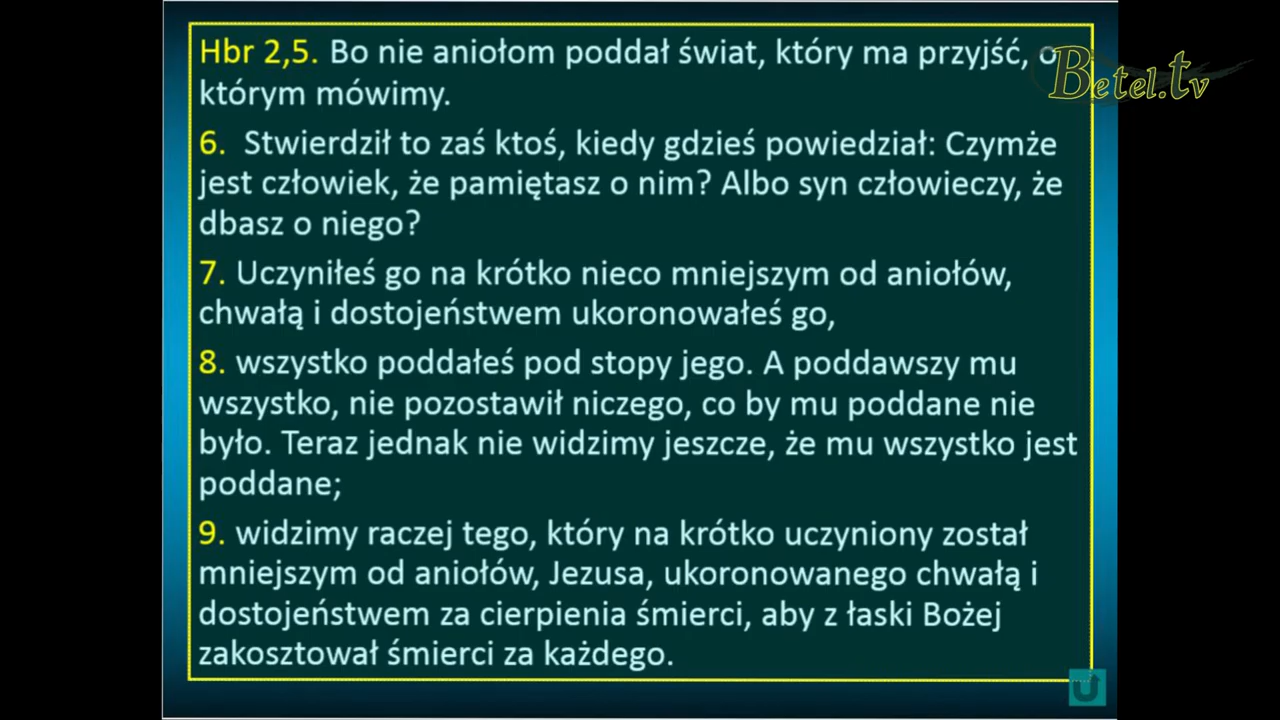 Hbr 2,5. Bo nie aniołom poddał świat, który ma przyjść, o
którym mówimy.
6. Stwierdził to zaś ktoś, kiedy gdzieś powiedział: Czymże
jest człowiek, że pamiętasz o nim? Albo syn człowieczy, że
dbasz o niego?
7. Uczyniłeś go na krótko nieco mniejszym od aniołów,
chwałą i dostojeństwem ukoronowałeś go,
8. wszystko poddałeś pod stopy jego. A poddawszy mu
wszystko, nie pozostawił niczego, co by mu poddane nie
było. Teraz jednak nie widzimy jeszcze, że mu wszystko jest
poddane;
9. widzimy raczej tego, który na krótko uczyniony został
mniejszym od aniołów, Jezusa, ukoronowanego chwałą i
dostojeństwem za cierpienia śmierci, aby z łaski Bożej
zakosztował śmierci za każdego.
Betel.tv